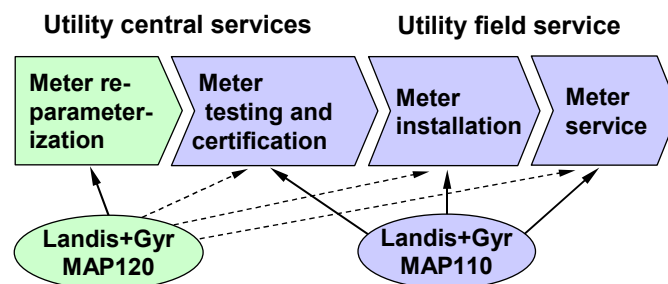 Utility central services
Utility field service
Meter re-
parameter-
ization
Meter
testing and
certification
Meter
installation
Meter
service
Landis+Gyr
MAP120
Landis+Gyr
MAP110